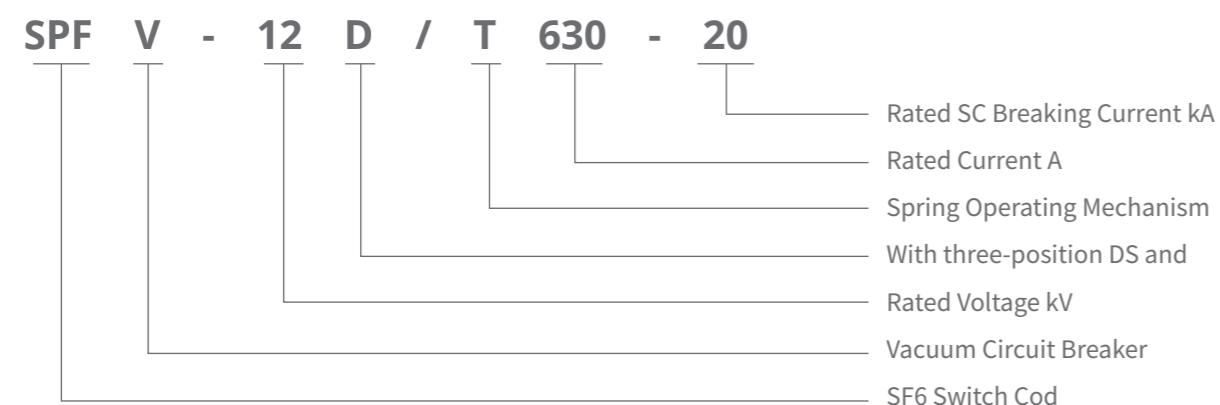 SPF V - 12 D / T 630 - 20
Rated SC Breaking Current kA
Rated Current A
Spring Operating Mechanism
With three-position DS and
Rated Voltage kV
Vacuum Circuit Breaker
SF6 Switch Cod